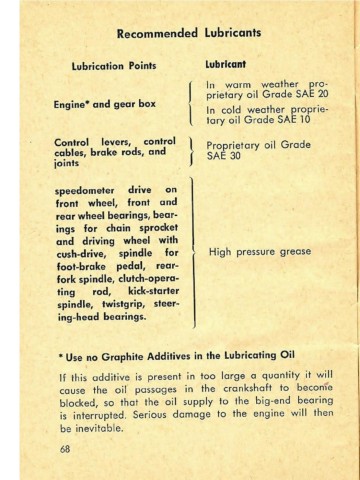 Recommended Lubricants
Lubrication Points
Lubricant
Engine* and gear box
In warm weather pro-
prietary oil Grade SAE 20
In cold weather proprie-
tary oil Grade SAE 10
Control levers, control
cables, brake rods, and
joints
Proprietary oil Grade
SAE 30
speedometer drive on
front wheel, front and
rear wheel bearings, bear-
ings for chain sprocket
and driving wheel with
cush-drive, spindle for
foot-brake pedal, rear-
fork spindle, clutch-opera-
ting rod, kick-starter
spindle, twistgrip, steer-
ing-head bearings.
High pressure grease
* Use no Graphite Additives in the Lubricating Oil
If this additive is present in too large a quantity it will
cause the oil passages in the crankshaft to become
blocked, so that the oil supply to the big-end bearing
is interrupted. Serious damage to the engine will then
be inevitable.
68